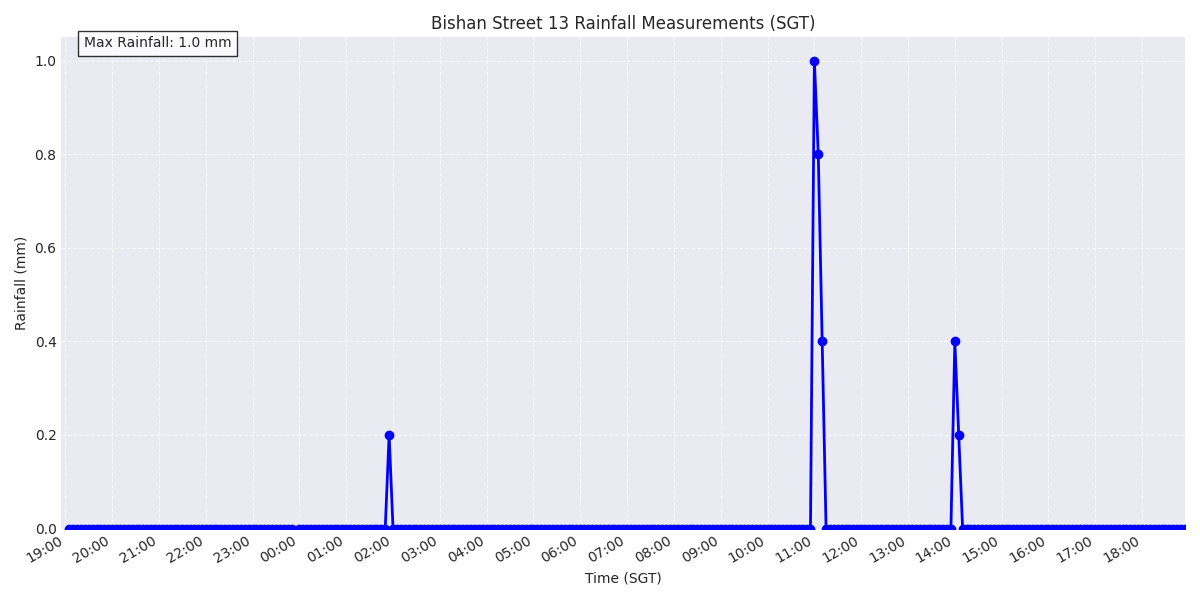 Bishan Street 13 Rainfall Measurements (SGT)
Max Rainfall: 1.0 mm
1.0
0.8
0.6
0.4
0.2
0.0
Rainfall (mm)
19:00 20:00 21:00 22:00 23:00 00:00 01:00 02:00 03:00 04:00 05:00 06:00 07:00 08:00 09:00 10:00 11:00 12:00 13:00 14:00 15:00 16:00 17:00 18:00
Time (SGT)